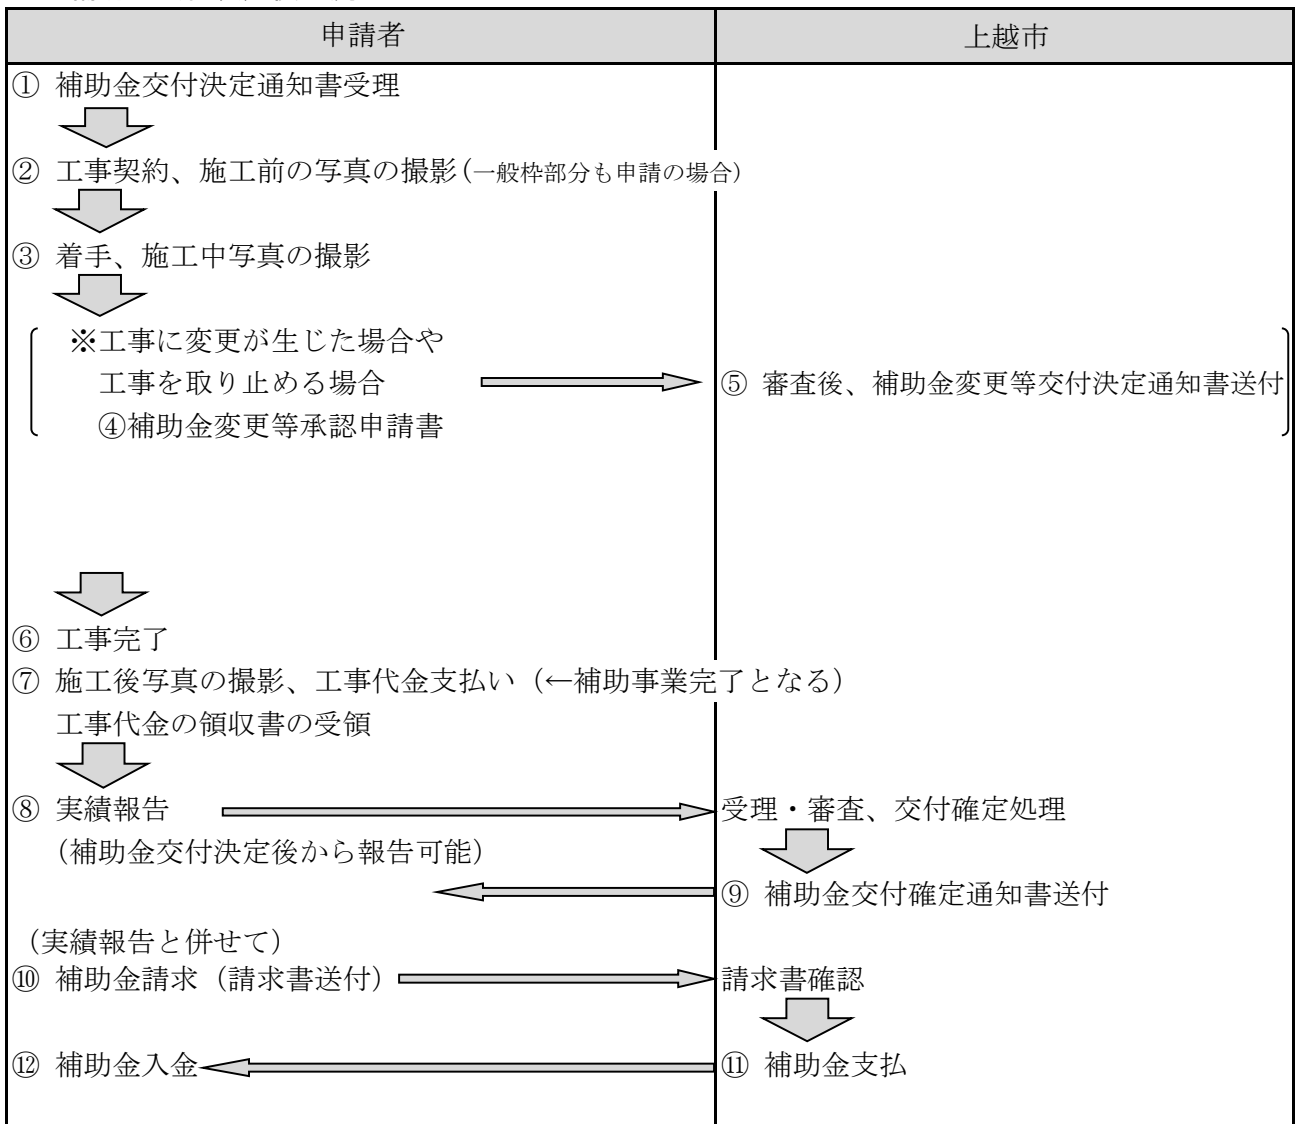 申請者
上越市
① 補助金交付決定通知書受理
② 工事契約、施工前の写真の撮影(一般枠部分も申請の場合)
③ 着手、施工中写真の撮影
※工事に変更が生じた場合や
工事を取り止める場合
④補助金変更等承認申請書
⑤ 審査後、補助金変更等交付決定通知書送付
⑥ 工事完了
⑦ 施工後写真の撮影、工事代金支払い（←補助事業完了となる）
工事代金の領収書の受領
⑧ 実績報告
受理・審査、交付確定処理
（補助金交付決定後から報告可能）
⑨ 補助金交付確定通知書送付
（実績報告と併せて）
⑩ 補助金請求（請求書送付）
請求書確認
⑫ 補助金入金
⑪ 補助金支払